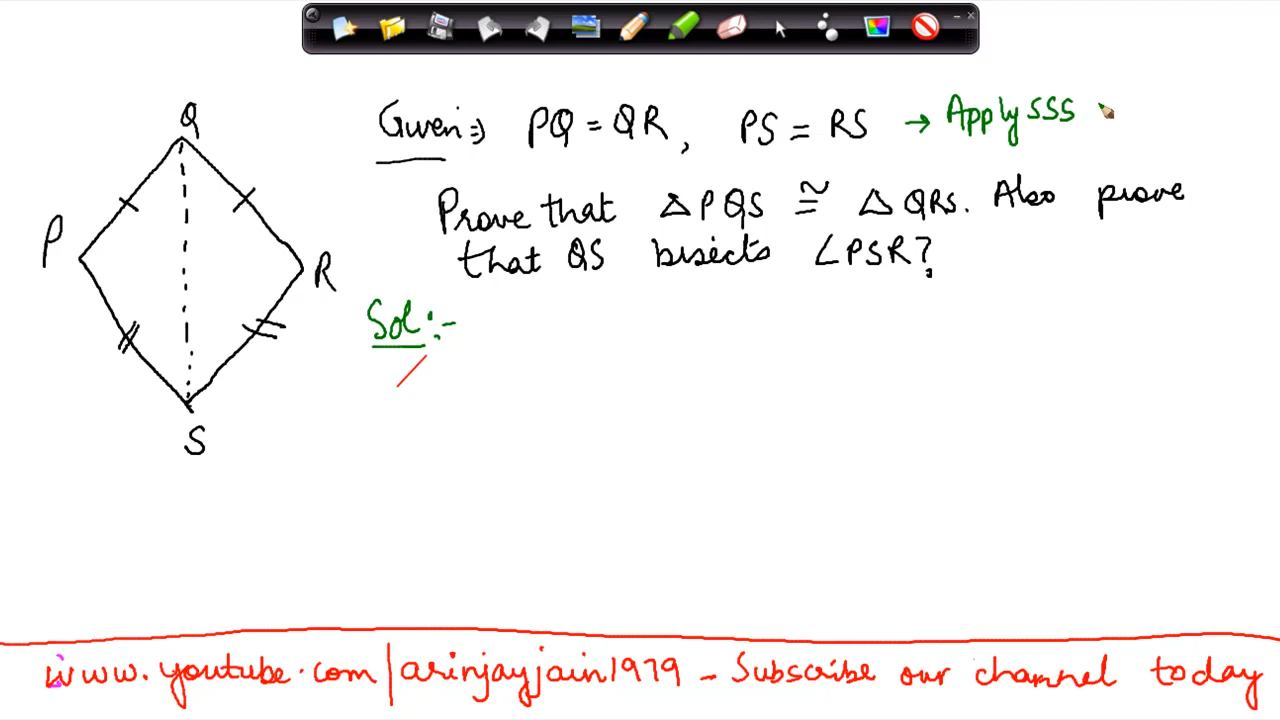 Q
Given:⇒ PQ = QR, PS = RS → Apply SSS
P
Prove that △PQS ≅ △QRS. Also prove
that QS bisects ∠PSR?
R
Sol:-
S
www.youtube.com/arinjayjain1979 - Subscribe our channel today